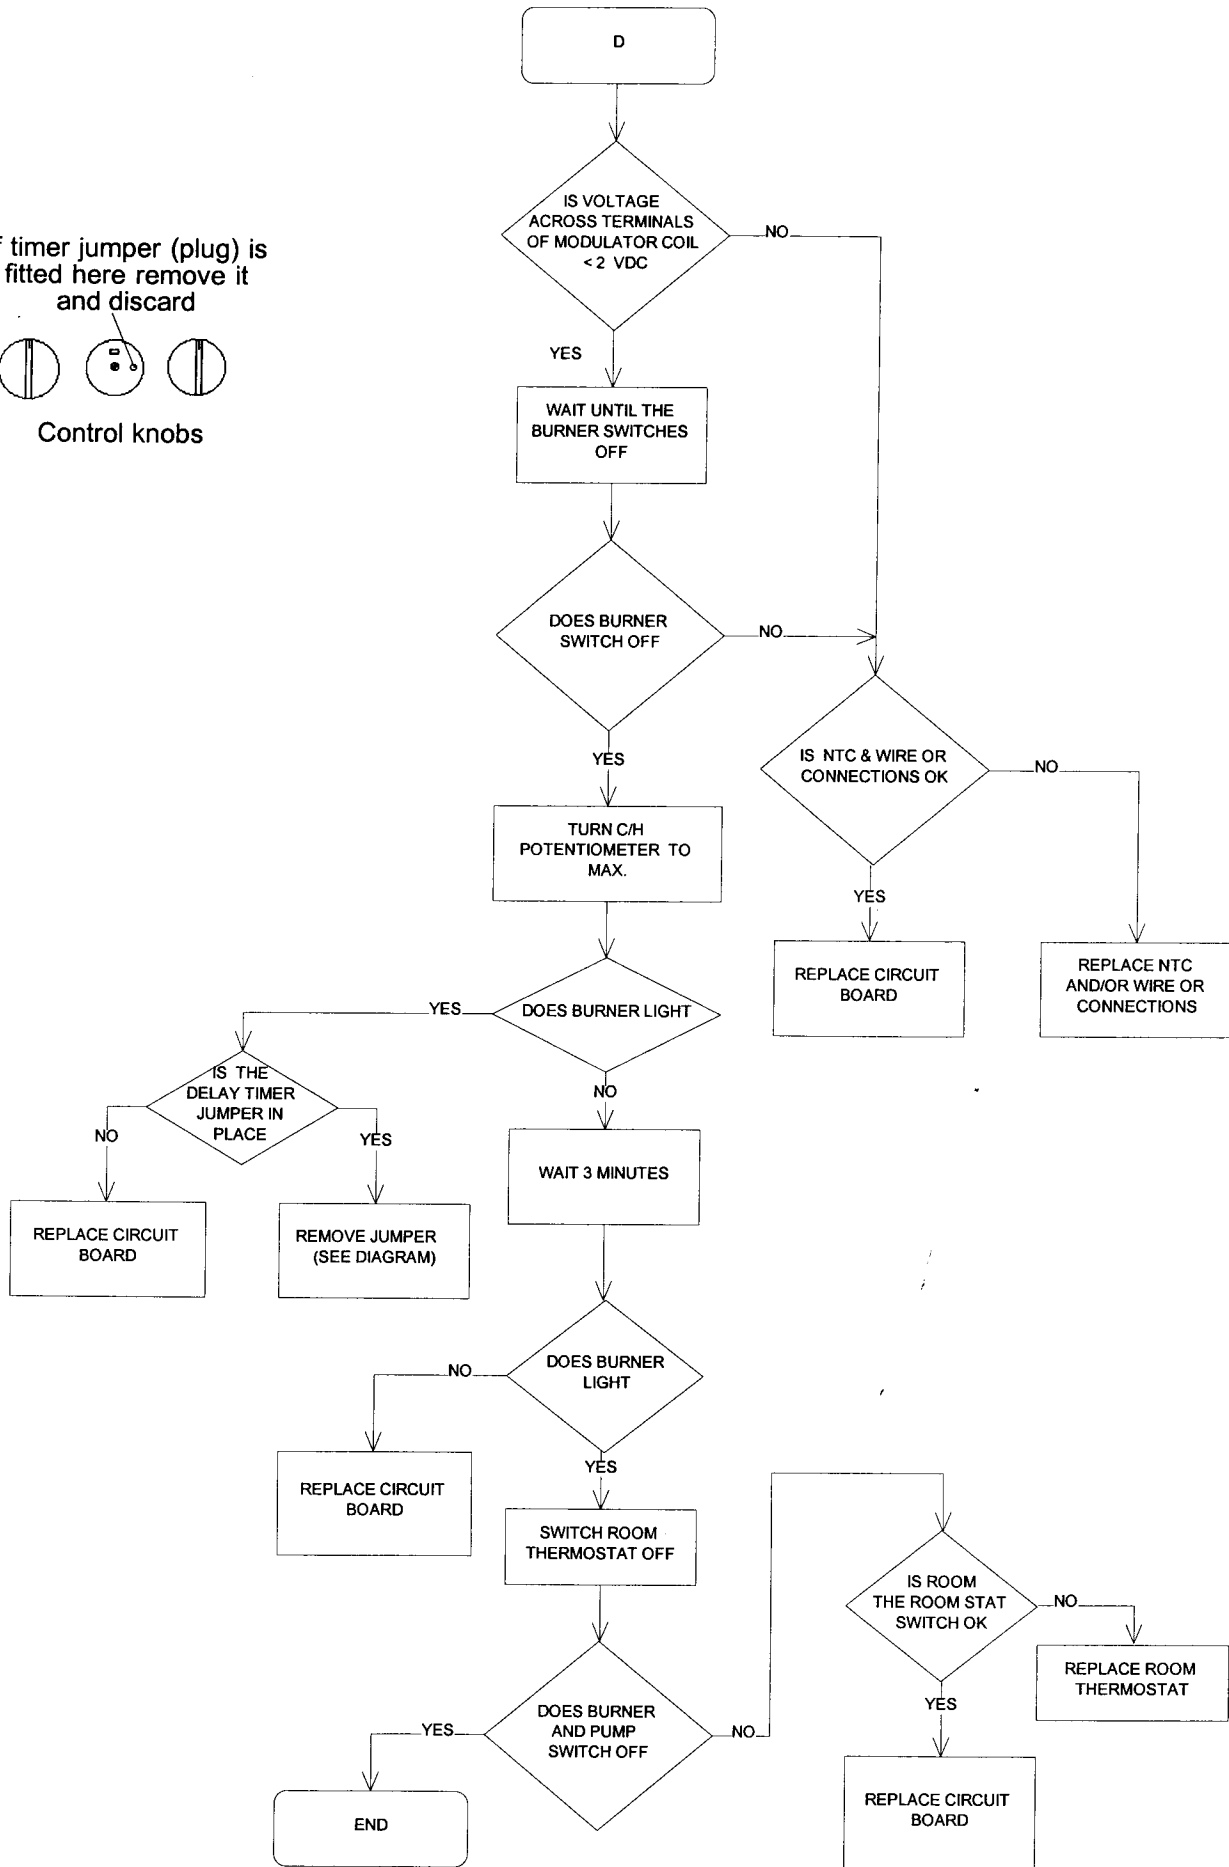 D
IS VOLTAGE
ACROSS TERMINALS
OF MODULATOR COIL
< 2 VDC
NO
timer jumper (plug) is
fitted here remove it
and discard
Control knobs
YES
WAIT UNTIL THE
BURNER SWITCHES
OFF
DOES BURNER
SWITCH OFF
NO
YES
IS NTC & WIRE OR
CONNECTIONS OK
NO
YES
TURN C/H
POTENTIOMETER TO
MAX.
REPLACE CIRCUIT
BOARD
REPLACE NTC
AND/OR WIRE OR
CONNECTIONS
DOES BURNER LIGHT
YES
NO
IS THE
DELAY TIMER
JUMPER IN
PLACE
NO
YES
WAIT 3 MINUTES
REPLACE CIRCUIT
BOARD
REMOVE JUMPER
(SEE DIAGRAM)
DOES BURNER
LIGHT
NO
YES
REPLACE CIRCUIT
BOARD
SWITCH ROOM
THERMOSTAT OFF
IS ROOM
THE ROOM STAT
SWITCH OK
NO
YES
REPLACE ROOM
THERMOSTAT
DOES BURNER
AND PUMP
SWITCH OFF
YES
NO
END
REPLACE CIRCUIT
BOARD